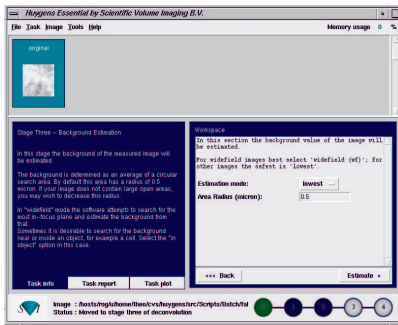 Huygens Essential by Scientific Volume Imaging B.V.
File Task Image Tools Help Memory usage 0 %
original
Stage Three - Background Estimation
In this stage the background of the measured image will
be estimated.
The background is determined as an average of a circular
search area. By default this area has a radius of 0.5
micron. If your image does not contain large open areas,
you may wish to decrease this radius.
In "widefield" mode the software attempts to search for the
most in-focus plane and estimate the background from
that.
Sometimes it is desirable to search for the background
near or inside an object, for example a cell. Select the "in
object" option in this case.
Task info Task report Task plot
Workspace
In this section the background value of the image will
be estimated.
For widefield images best select 'widefield (wf)'; for
other images the safest is 'lowest'.
Estimation mode: lowest
Area Radius (micron): 0.5
<<< Back Estimate >
Image : /hosts/rog/u/home/theo/cvs/huygens/src/Scripts/Batch/fal
Status : Moved to stage three of deconvolution
3 4